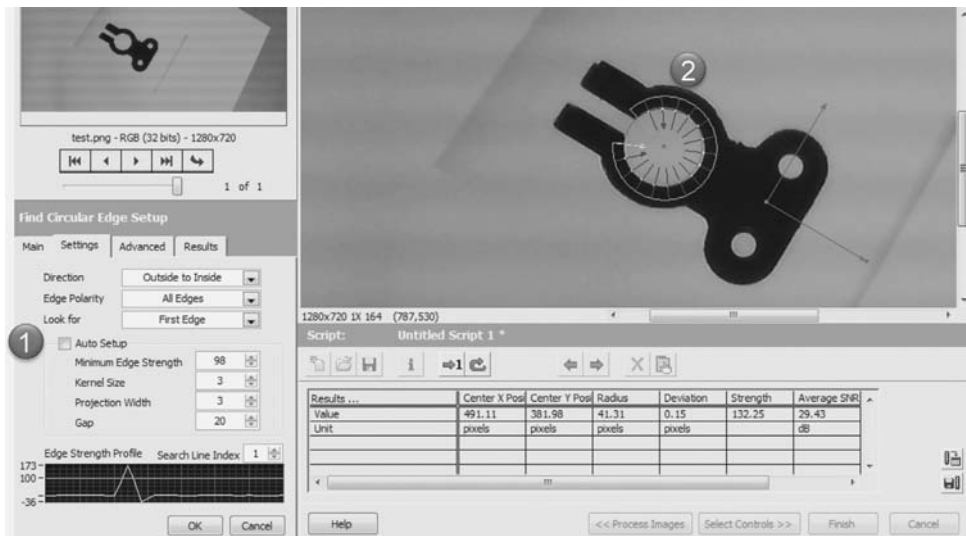 test.png - RGB (32 bits) - 1280x720
1 of 1
Find Circular Edge Setup
Main Settings Advanced Results
Direction Outside to Inside
Edge Polarity All Edges
Look for First Edge
1
Auto Setup
Minimum Edge Strength 98
Kernel Size 3
Projection Width 3
Gap 20
Edge Strength Profile Search Line Index 1
173
100
-36
OK Cancel
2
1280x720 1X 164 (787,530)
Script: Untitled Script 1 *
1
Results ... Center X Posi Center Y Posi Radius Deviation Strength Average SNR
Value 491.11 381.98 41.31 0.15 132.25 29.43
Unit pixels pixels pixels pixels dB
Help << Process Images Select Controls >> Finish Cancel